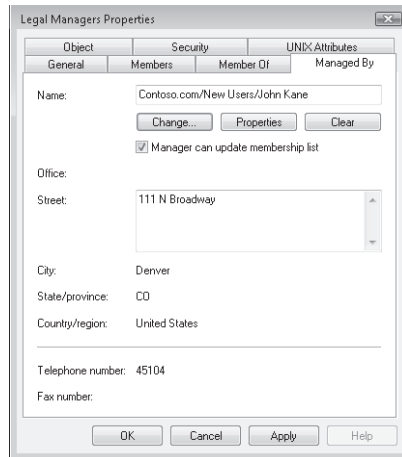 Legal Managers Properties
Object Security UNIX Attributes
General Members Member Of Managed By
Name: Contoso.com/New Users/John Kane
Change... Properties Clear
Manager can update membership list
Office:
Street: 111 N Broadway
City: Denver
State/province: CO
Country/region: United States
Telephone number: 45104
Fax number:
OK Cancel Apply Help